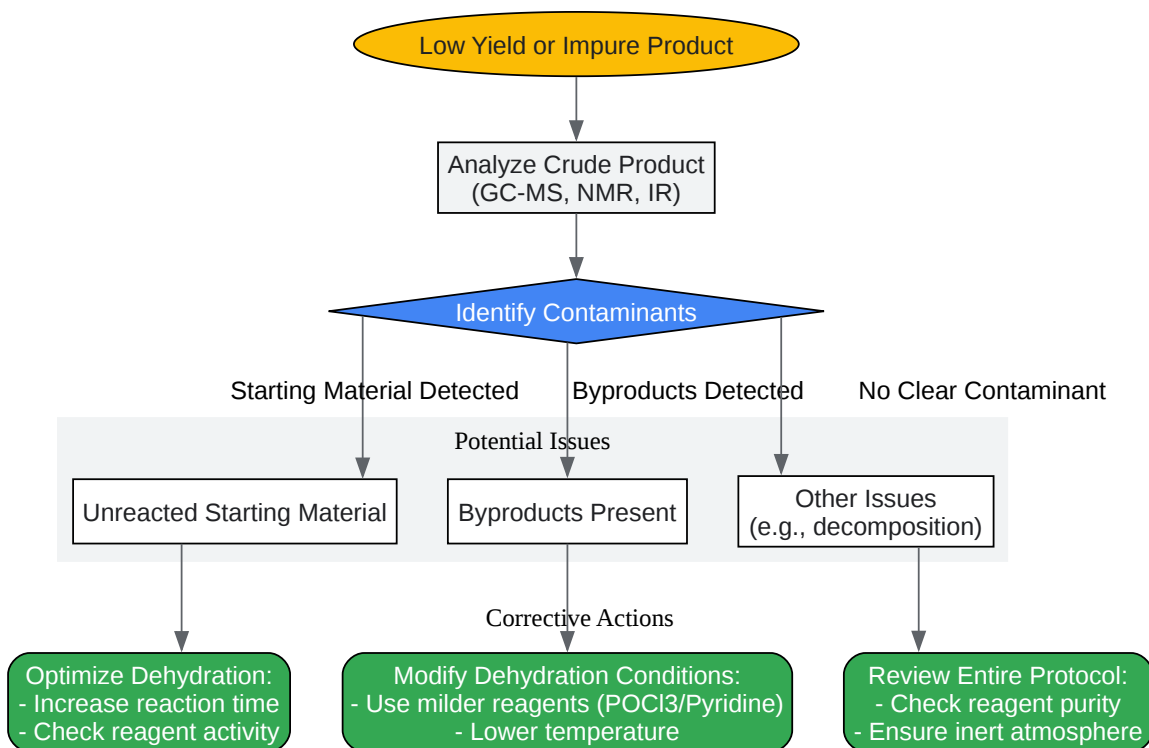 Low Yield or Impure Product
Analyze Crude Product
(GC-MS, NMR, IR)
Identify Contaminants
Starting Material Detected
Byproducts Detected
No Clear Contaminant
Potential Issues
Unreacted Starting Material
Byproducts Present
Other Issues
(e.g., decomposition)
Corrective Actions
Optimize Dehydration:
- Increase reaction time
- Check reagent activity
Modify Dehydration Conditions:
- Use milder reagents (POCl3/Pyridine)
- Lower temperature
Review Entire Protocol:
- Check reagent purity
- Ensure inert atmosphere